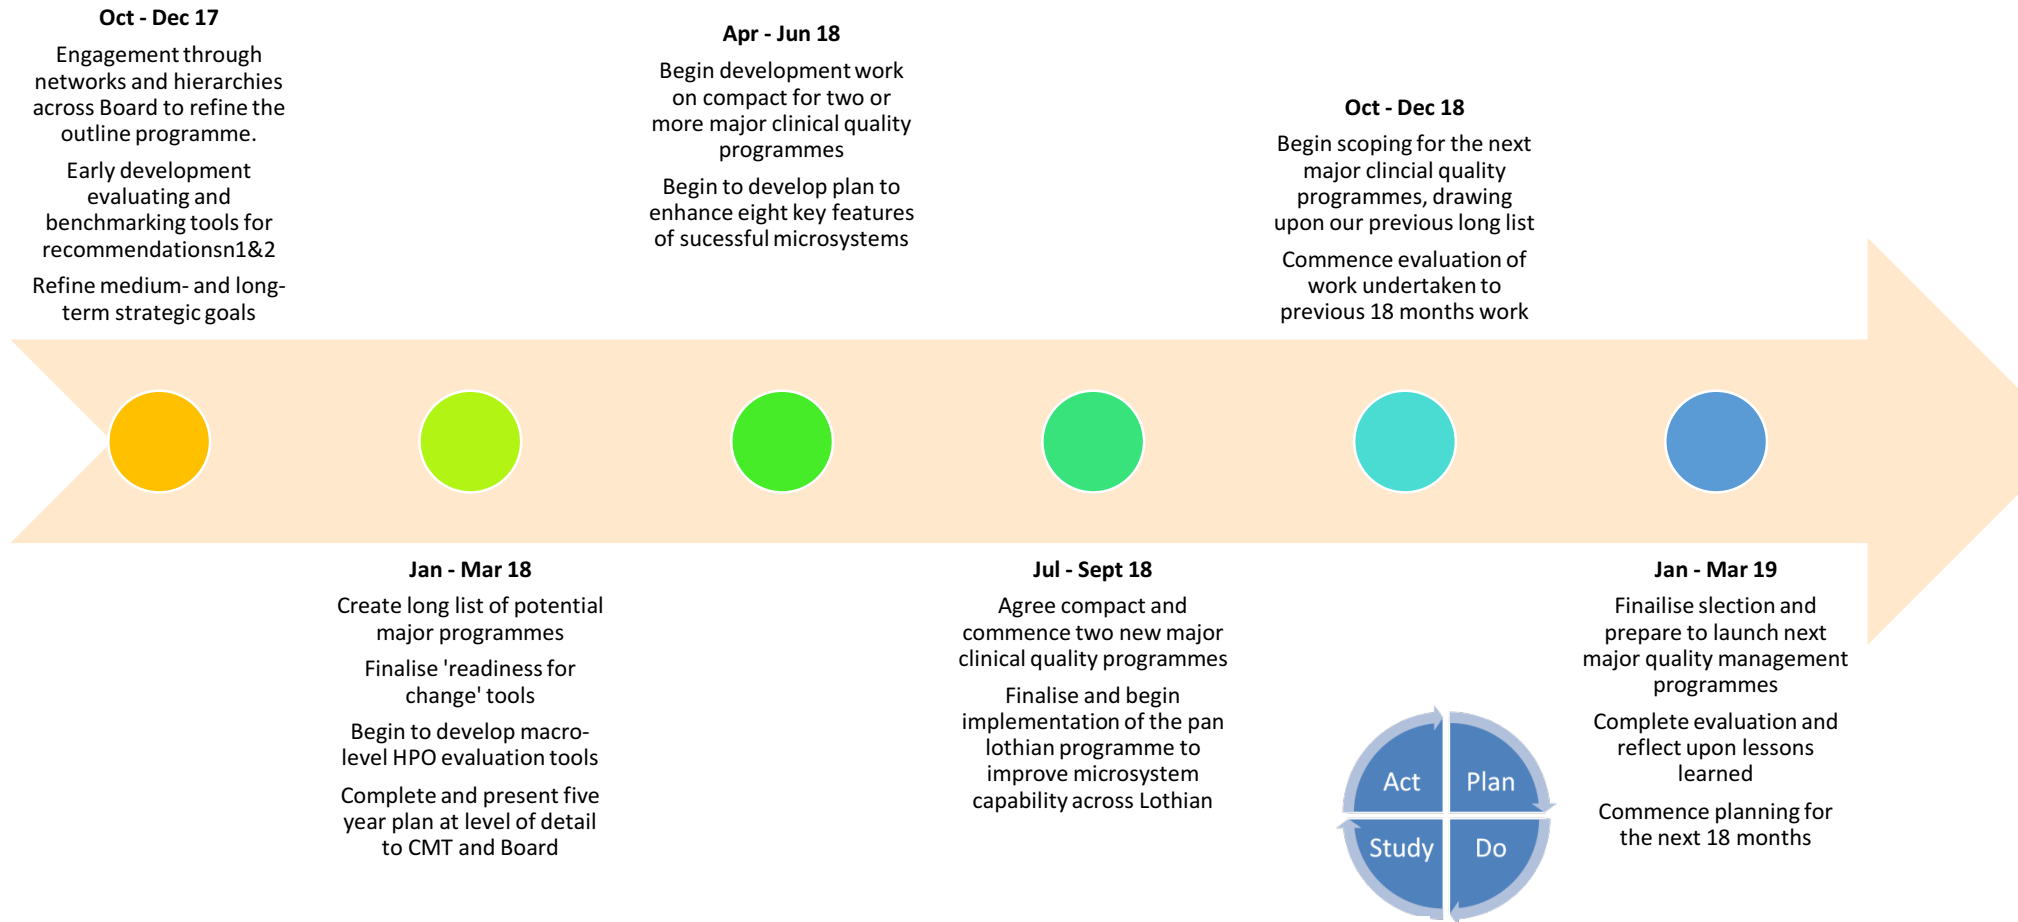 Oct - Dec 17
Engagement through
networks and hierarchies
across Board to refine the
outline programme.
Early development
evaluating and
benchmarking tools for
recommendationsn1&2
Refine medium- and long-
term strategic goals
Apr - Jun 18
Begin development work
on compact for two or
more major clinical quality
programmes
Begin to develop plan to
enhance eight key features
of sucessful microsystems
Oct - Dec 18
Begin scoping for the next
major clincial quality
programmes, drawing
upon our previous long list
Commence evaluation of
work undertaken to
previous 18 months work
Jan - Mar 18
Create long list of potential
major programmes
Finalise 'readiness for
change' tools
Begin to develop macro-
level HPO evaluation tools
Complete and present five
year plan at level of detail
to CMT and Board
Jul - Sept 18
Agree compact and
commence two new major
clinical quality programmes
Finalise and begin
implementation of the pan
lothian programme to
improve microsystem
capability across Lothian
Act
Plan
Study
Do
Jan - Mar 19
Finailise slection and
prepare to launch next
major quality management
programmes
Complete evaluation and
reflect upon lessons
learned
Commence planning for
the next 18 months